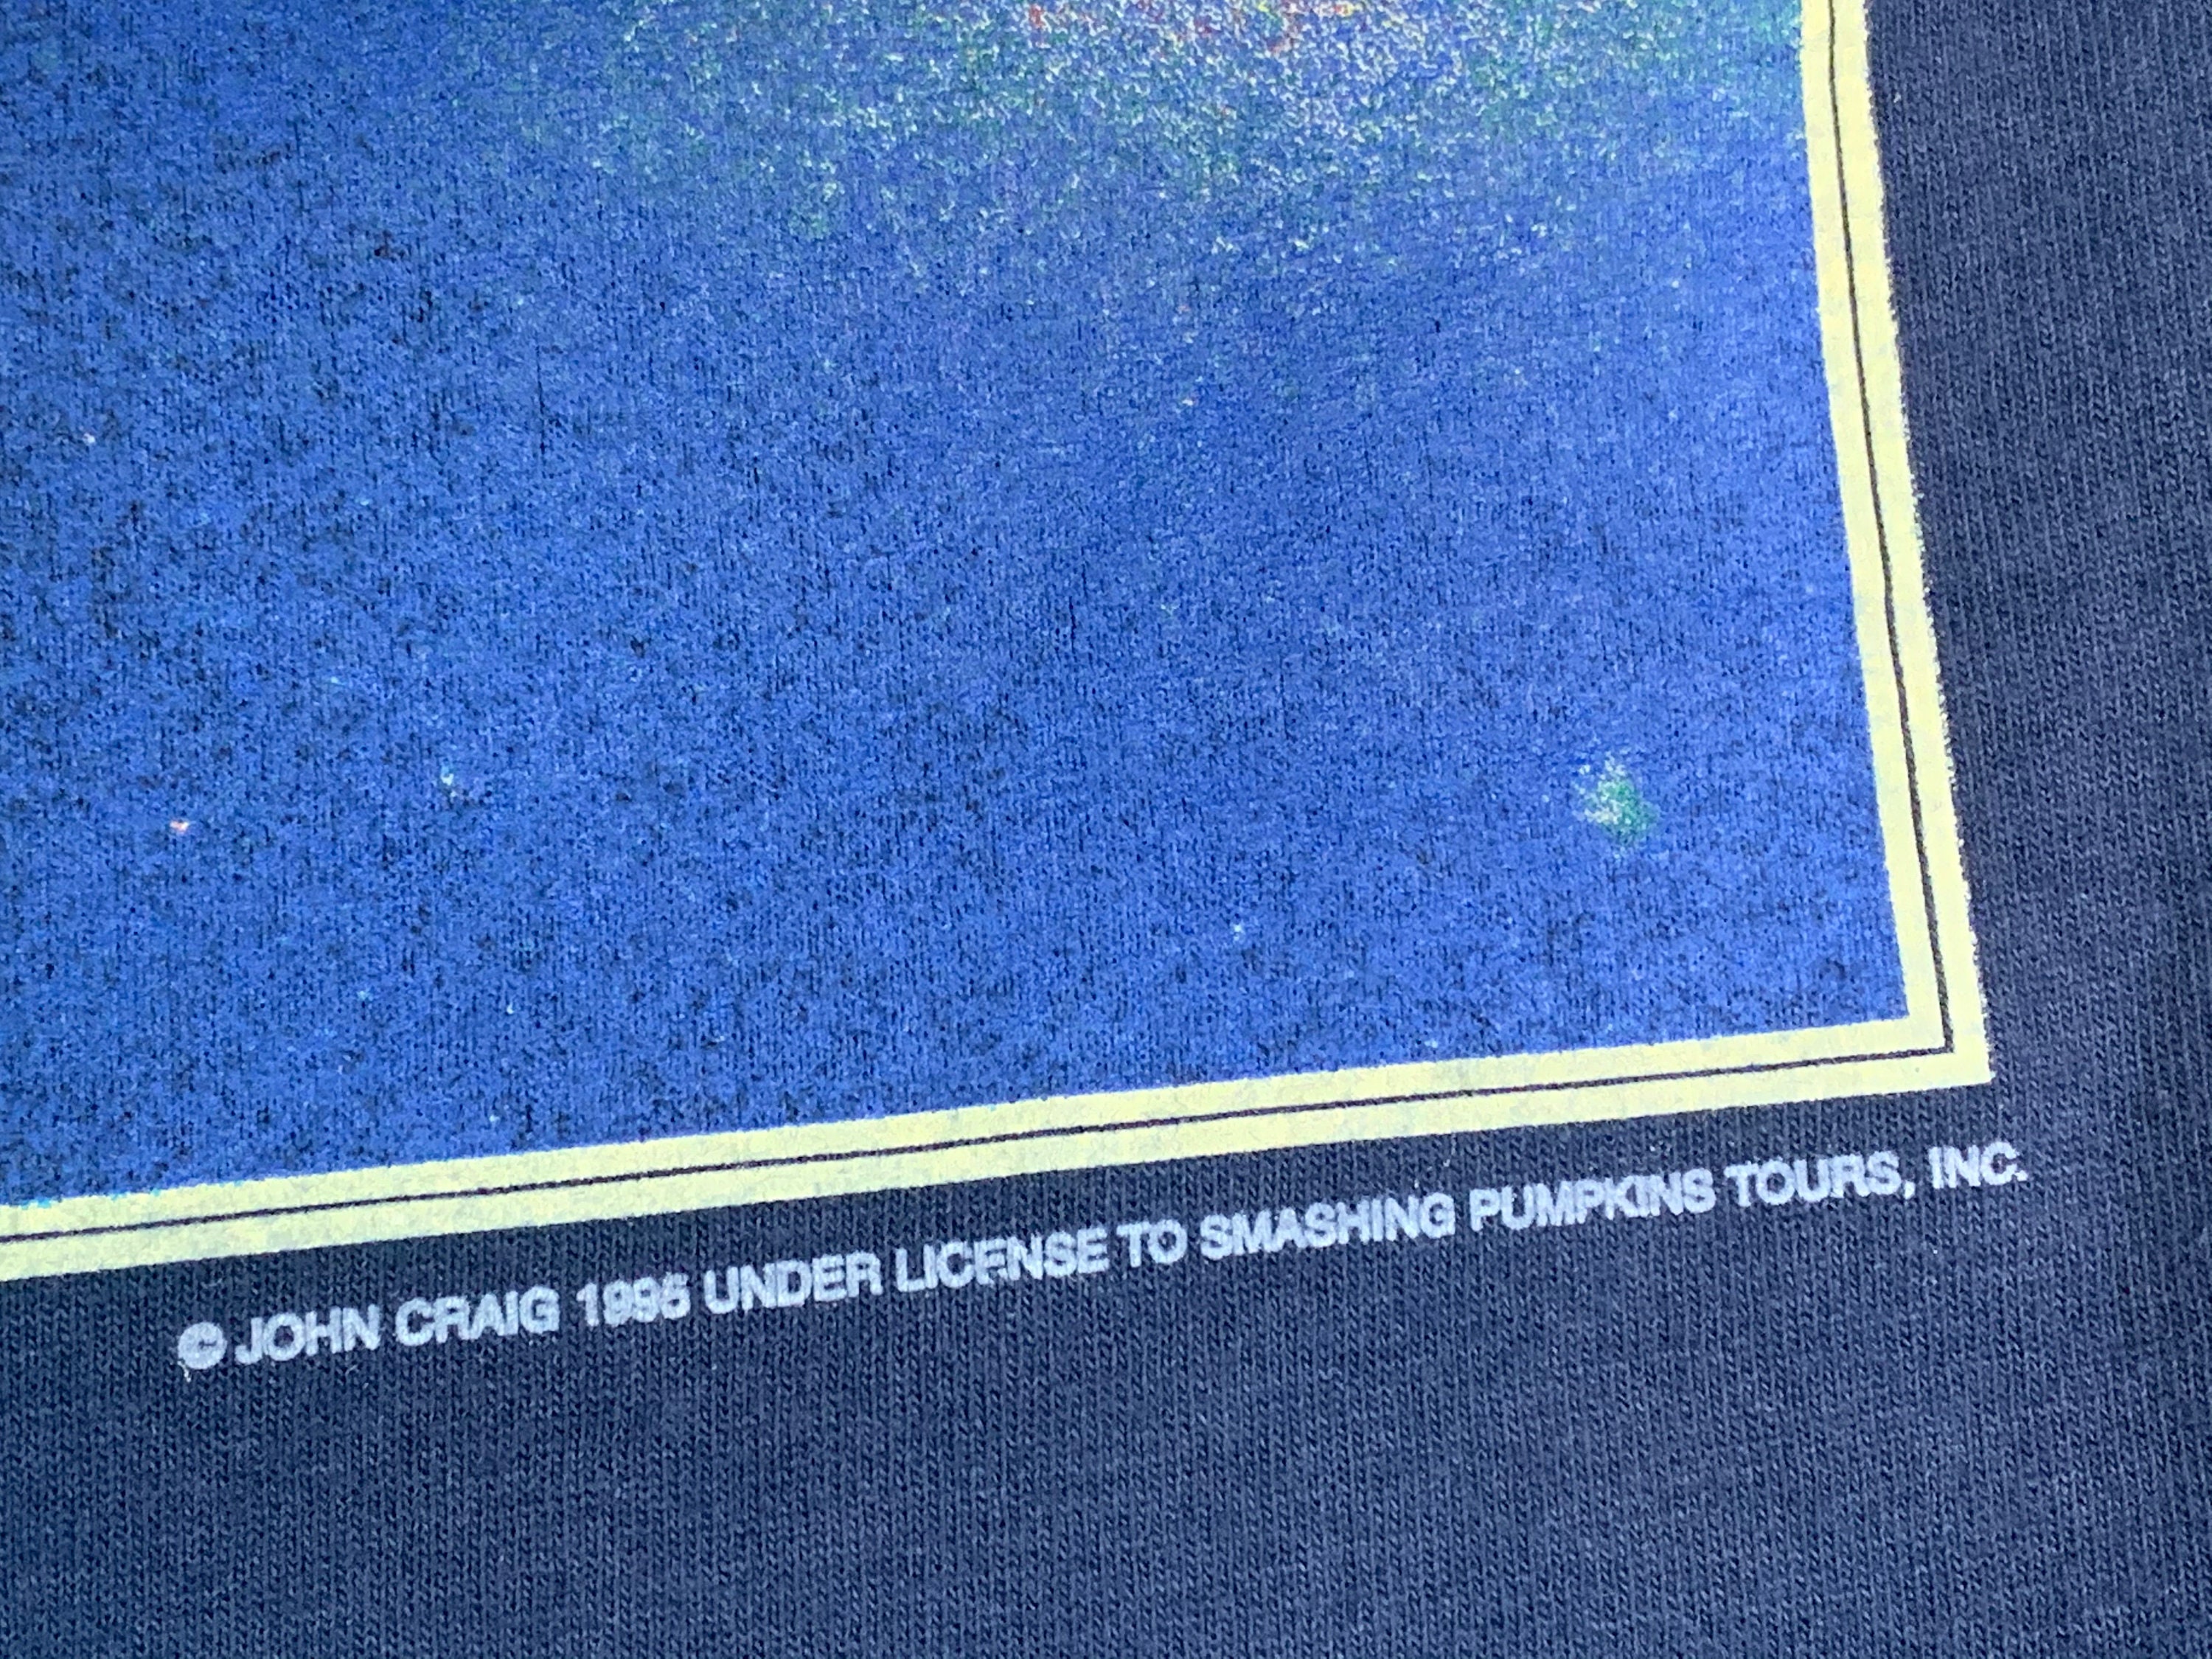 © JOHN CRAIG 1995 UNDER LICENSE TO SMASHING PUMPKINS TOURS, INC.